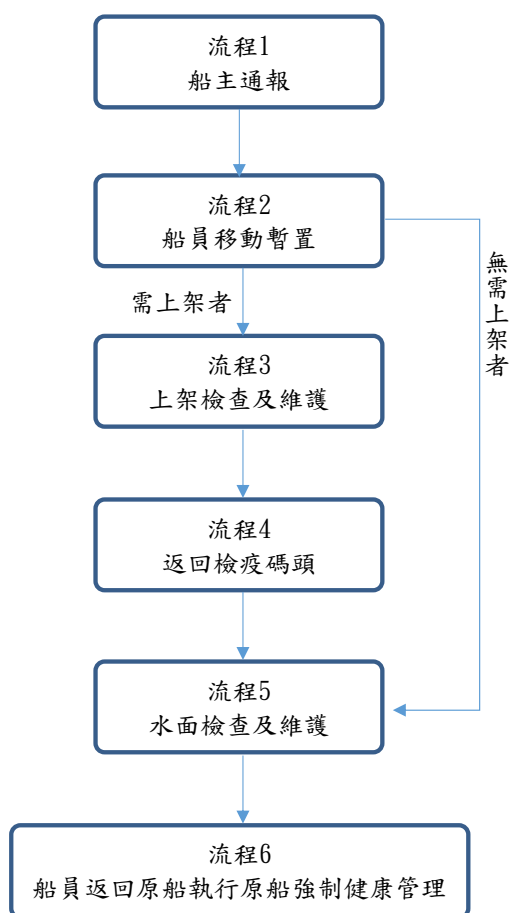 流程1
船主通報
流程2
船員移動暫置
需上架者
無需上架者
流程3
上架檢查及維護
流程4
返回檢疫碼頭
流程5
水面檢查及維護
流程6
船員返回原船執行原船強制健康管理